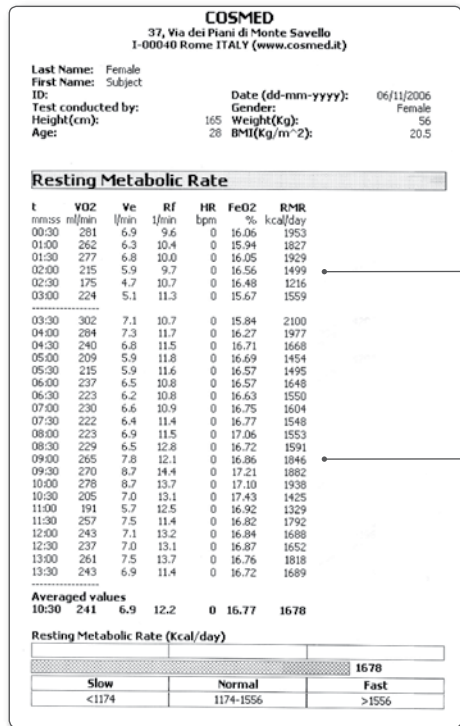 COSMED
37, Via dei Piani di Monte Savello
I-00040 Rome ITALY (www.cosmed.it)
Last Name: Female
First Name: Subject
ID: Date (dd-mm-yyyy): 06/11/2006
Test conducted by: Gender: Female
Height(cm): 165 Weight(Kg): 56
Age: 28 BMI(Kg/m^2): 20.5
Resting Metabolic Rate
t VO2 Ve Rf HR FeO2 RMR
mm:ss ml/min l/min 1/min bpm % kcal/day
00:30 281 6.9 9.6 0 16.06 1953
01:00 262 6.3 10.4 0 15.94 1827
01:30 277 6.8 10.0 0 16.05 1929
02:00 215 5.9 9.7 0 16.56 1499
02:30 175 4.7 10.7 0 16.48 1216
03:00 224 5.1 11.3 0 15.67 1559
----------------
03:30 302 7.1 10.7 0 15.84 2100
04:00 284 7.3 11.7 0 16.27 1977
04:30 240 6.8 11.5 0 16.71 1668
05:00 209 5.9 11.8 0 16.69 1454
05:30 215 5.9 11.6 0 16.57 1495
06:00 237 6.5 10.8 0 16.57 1648
06:30 223 6.2 10.8 0 16.63 1550
07:00 230 6.6 10.9 0 16.75 1604
07:30 222 6.4 11.4 0 16.77 1548
08:00 223 6.9 11.5 0 17.06 1553
08:30 229 6.5 12.8 0 16.72 1591
09:00 265 7.8 12.1 0 16.86 1846
09:30 270 8.7 14.4 0 17.21 1882
10:00 278 8.7 13.7 0 17.10 1938
10:30 205 7.0 13.1 0 17.43 1425
11:00 191 5.7 12.5 0 16.92 1329
11:30 257 7.5 11.4 0 16.82 1792
12:00 243 7.1 13.2 0 16.84 1688
12:30 237 7.0 13.1 0 16.87 1652
13:00 261 7.5 13.7 0 16.76 1818
13:30 243 6.9 11.4 0 16.72 1689
----------------
Averaged values
10:30 241 6.9 12.2 0 16.77 1678
Resting Metabolic Rate (Kcal/day)
1678
Slow Normal Fast
<1174 1174-1556 >1556